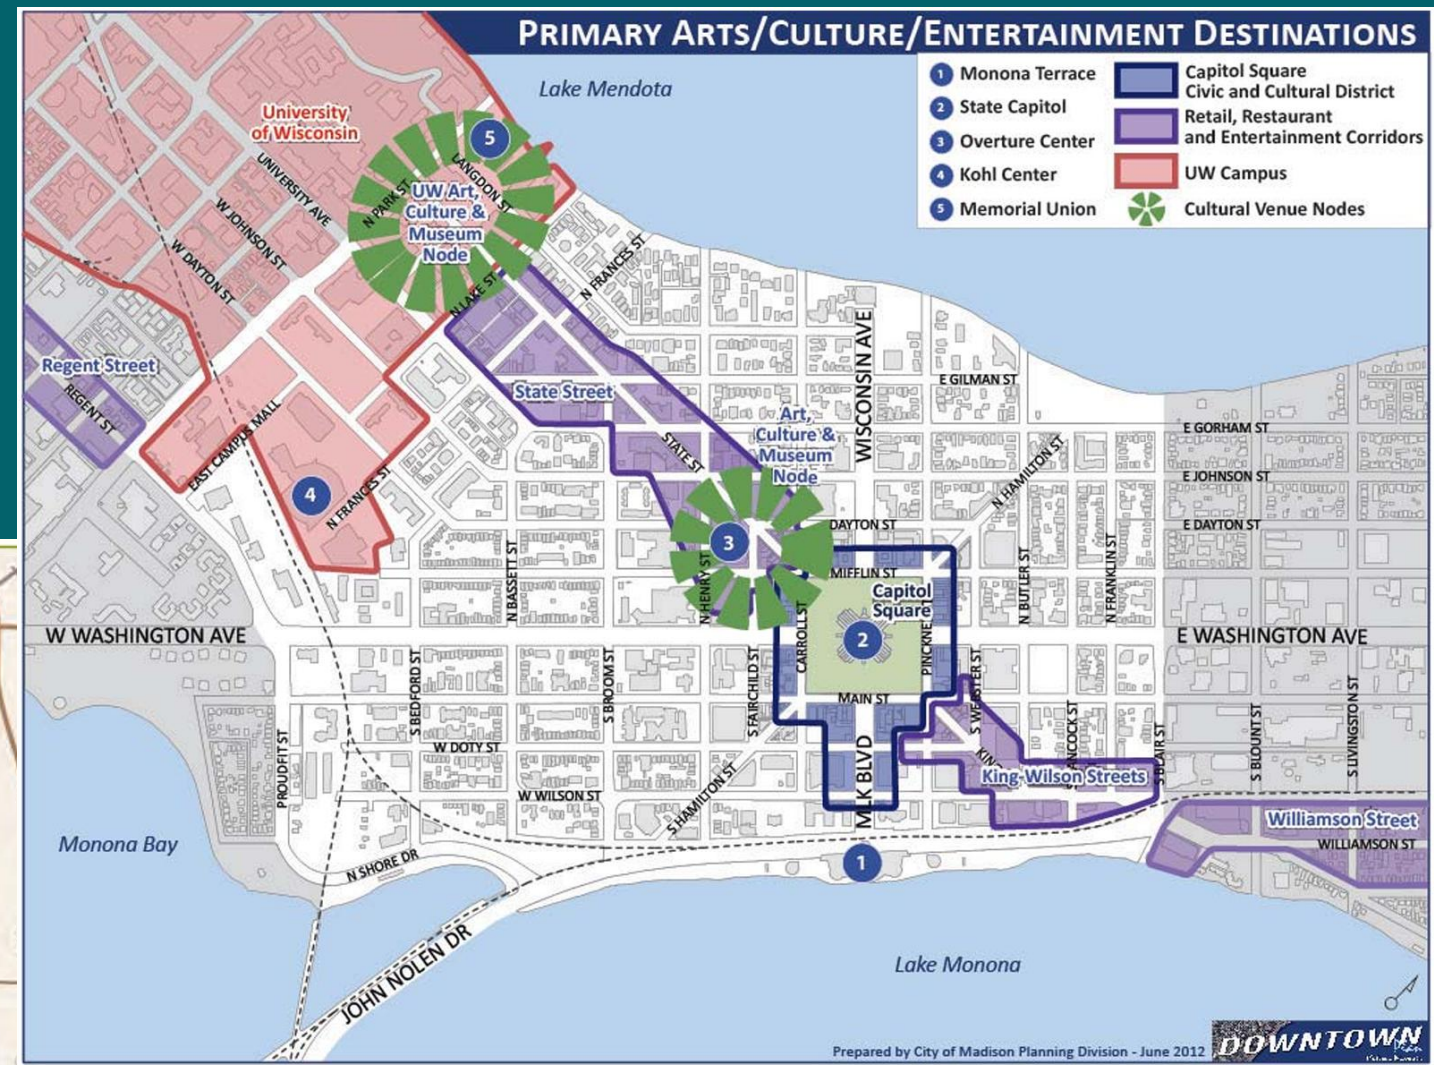 PRIMARY ARTS/CULTURE/ENTERTAINMENT DESTINATIONS
1 Monona Terrace
2 State Capitol
3 Overture Center
4 Kohl Center
5 Memorial Union
Capitol Square
Civic and Cultural District
Retail, Restaurant
and Entertainment Corridors
UW Campus
Cultural Venue Nodes
Lake Mendota
University
of Wisconsin
5
LANGDON ST
N PARK ST
UW Art,
Culture &
Museum
Node
UNIVERSITY AVE
W JOHNSON ST
W DAYTON ST
N LAKE ST
N FRANCES ST
Regent Street
REGENT ST
State Street
STATE ST
Art,
Culture &
Museum
Node
WISCONSIN AVE
E GILMAN ST
E GORHAM ST
E JOHNSON ST
E DAYTON ST
N HAMILTON ST
EAST CAMPUS MALL
4
N FRANCES ST
3
DAYTON ST
MIFFLIN ST
N BASSETT ST
N HENRY ST
N BUTLER ST
N FRANKLIN ST
Capitol
Square
2
CARROLL ST
PINCKNE
W WASHINGTON AVE
E WASHINGTON AVE
MAIN ST
S BEDFORD ST
S BROOM ST
S FAIRCHILD ST
S WEBSTER ST
S BLAIR ST
S BLOUNT ST
S LIVINGSTON ST
PROUDFIT ST
W DOTY ST
W WILSON ST
S HAMILTON ST
MLK BLVD
King-Wilson Streets
Williamson Street
WILLIAMSON ST
1
N SHORE DR
Monona Bay
JOHN NOLEN DR
Lake Monona
Prepared by City of Madison Planning Division - June 2012
DOWNTOWN
Plan